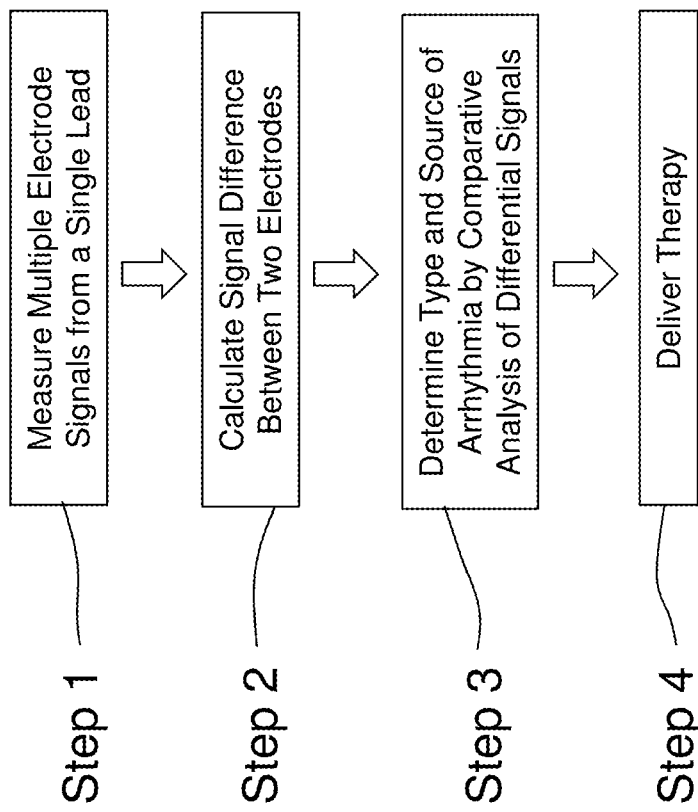 Step 1
Measure Multiple Electrode
Signals from a Single Lead
Step 2
Calculate Signal Difference
Between Two Electrodes
Step 3
Determine Type and Source of
Arrhythmia by Comparative
Analysis of Differential Signals
Step 4
Deliver Therapy